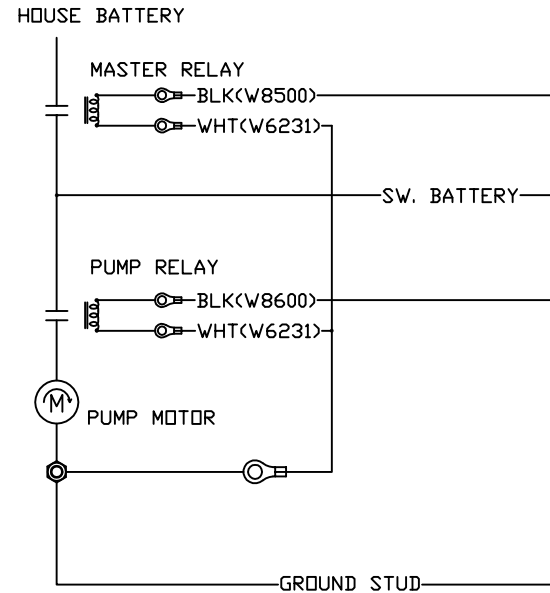 HOUSE BATTERY
MASTER RELAY
BLK(W8500)
WHT(W6231)
SW. BATTERY
PUMP RELAY
BLK(W8600)
WHT(W6231)
M
PUMP MOTOR
GROUND STUD